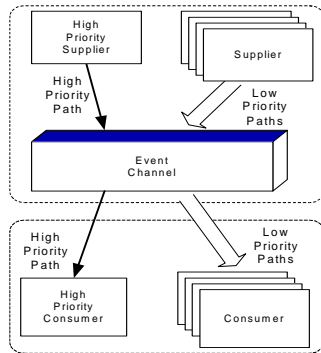 High
Priority
Supplier
Supplier
High
Priority
Path
Low
Priority
Paths
Event
Channel
High
Priority
Path
Low
Priority
Paths
High
Priority
Consumer
Consumer